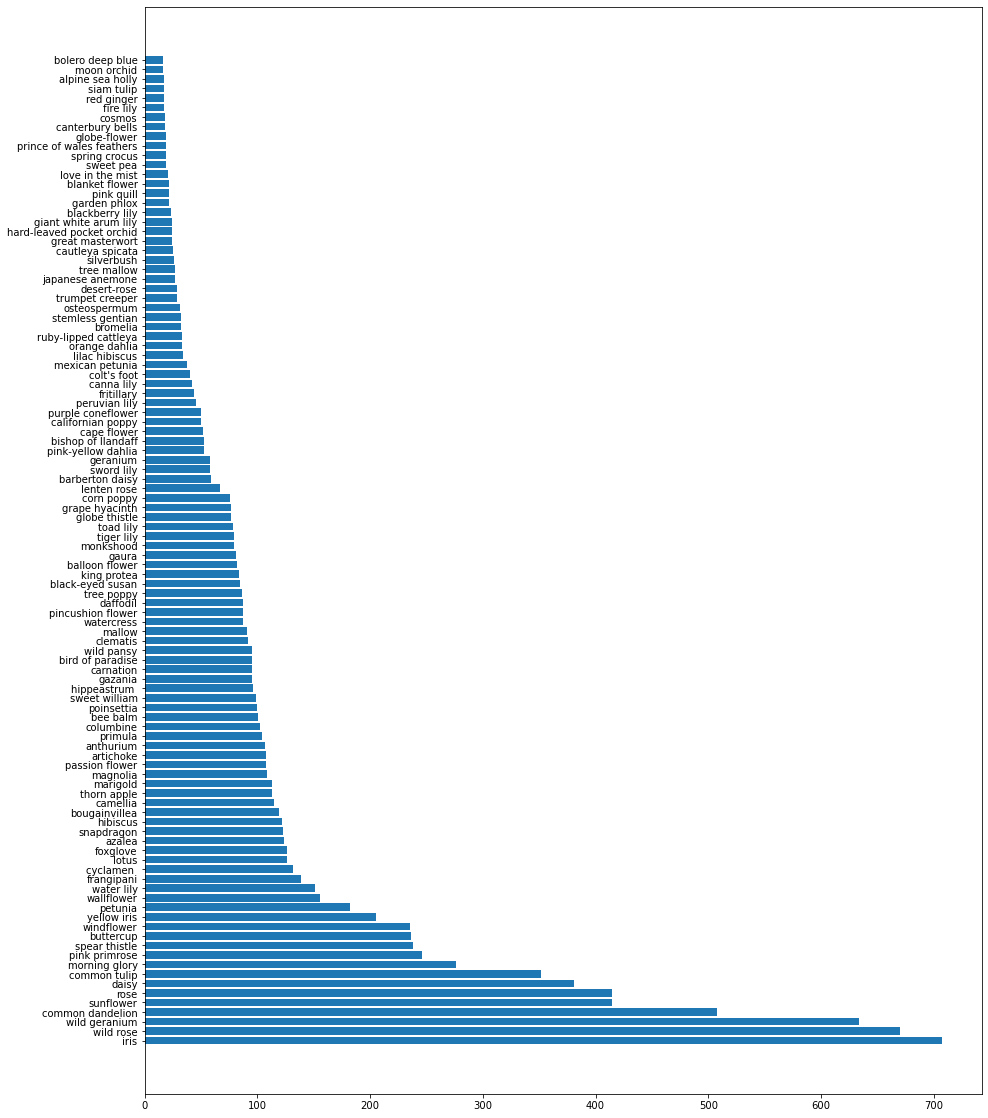 bolero deep blue
moon orchid
alpine sea holly
siam tulip
red ginger
fire lily
cosmos
canterbury bells
globe-flower
prince of wales feathers
spring crocus
sweet pea
love in the mist
blanket flower
pink quill
garden phlox
blackberry lily
giant white arum lily
hard-leaved pocket orchid
great masterwort
cautleya spicata
silverbush
tree mallow
japanese anemone
desert-rose
trumpet creeper
osteospermum
stemless gentian
bromelia
ruby-lipped cattleya
orange dahlia
lilac hibiscus
mexican petunia
colt's foot
canna lily
fritillary
peruvian lily
purple coneflower
californian poppy
cape flower
bishop of llandaff
pink-yellow dahlia
geranium
sword lily
barberton daisy
lenten rose
corn poppy
grape hyacinth
globe thistle
toad lily
tiger lily
monkshood
gaura
balloon flower
king protea
black-eyed susan
tree poppy
daffodil
pincushion flower
watercress
mallow
clematis
wild pansy
bird of paradise
carnation
gazania
hippeastrum
sweet william
poinsettia
bee balm
columbine
primula
anthurium
artichoke
passion flower
magnolia
marigold
thorn apple
camellia
bougainvillea
hibiscus
snapdragon
azalea
foxglove
lotus
cyclamen
frangipani
water lily
wallflower
petunia
yellow iris
windflower
buttercup
spear thistle
pink primrose
morning glory
common tulip
daisy
rose
sunflower
common dandelion
wild geranium
wild rose
iris
0 100 200 300 400 500 600 700